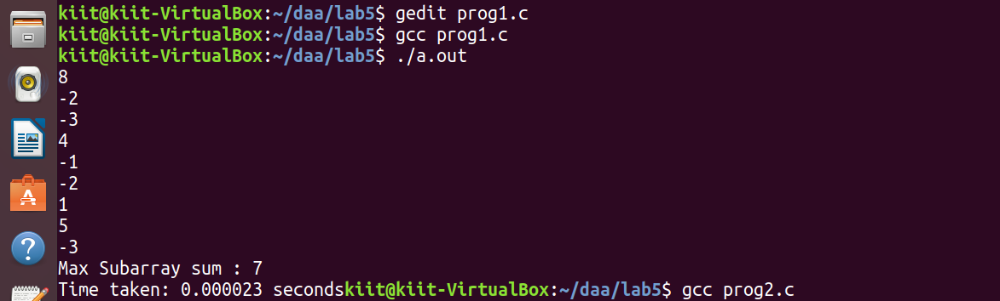 kiit@kiit-VirtualBox:~/daa/lab5$ gedit prog1.c
kiit@kiit-VirtualBox:~/daa/lab5$ gcc prog1.c
kiit@kiit-VirtualBox:~/daa/lab5$ ./a.out
8
-2
-3
4
-1
-2
1
5
-3
Max Subarray sum : 7
Time taken: 0.000023 secondskiit@kiit-VirtualBox:~/daa/lab5$ gcc prog2.c